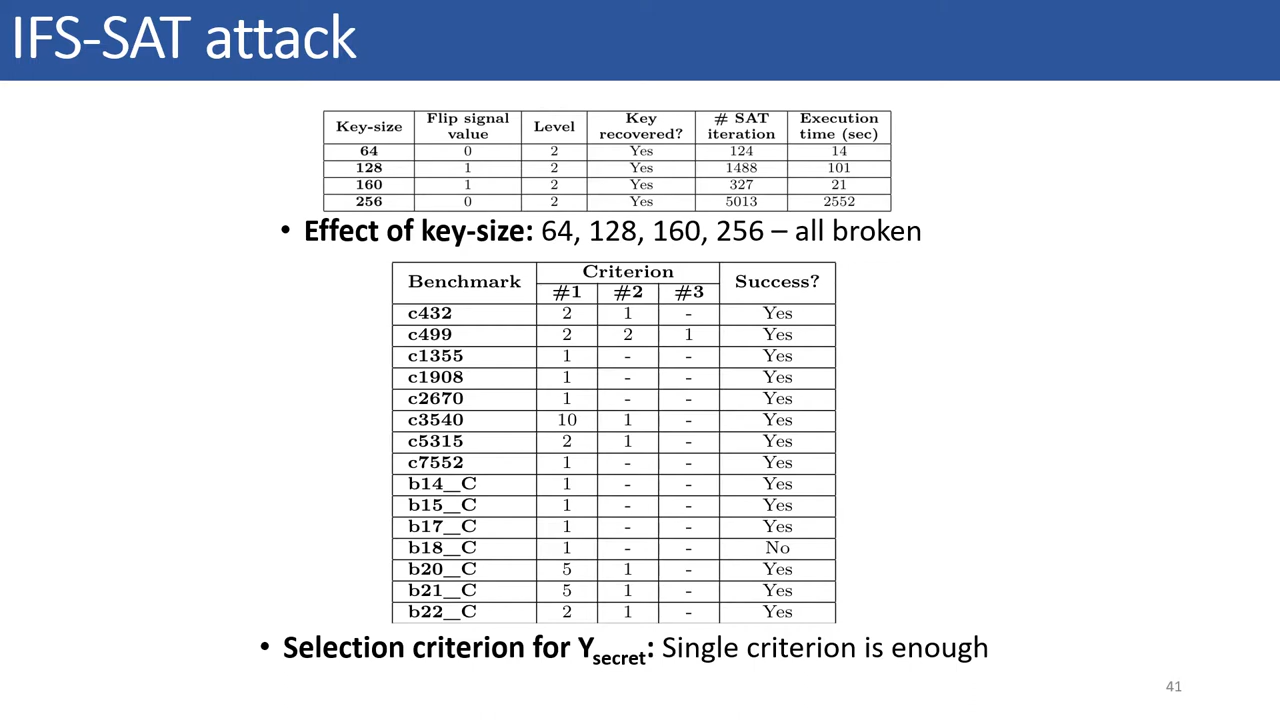 IFS-SAT attack
Key-size Flip signal value Level Key recovered? # SAT iteration Execution time (sec)
64 0 2 Yes 124 14
128 1 2 Yes 1488 101
160 1 2 Yes 327 21
256 0 2 Yes 5013 2552
• Effect of key-size: 64, 128, 160, 256 – all broken
Benchmark Criterion Success?
#1 #2 #3
c432 2 1 - Yes
c499 2 2 1 Yes
c1355 1 - - Yes
c1908 1 - - Yes
c2670 1 - - Yes
c3540 10 1 - Yes
c5315 2 1 - Yes
c7552 1 - - Yes
b14_C 1 - - Yes
b15_C 1 - - Yes
b17_C 1 - - Yes
b18_C 1 - - No
b20_C 5 1 - Yes
b21_C 5 1 - Yes
b22_C 2 1 - Yes
• Selection criterion for Ysecret: Single criterion is enough
41